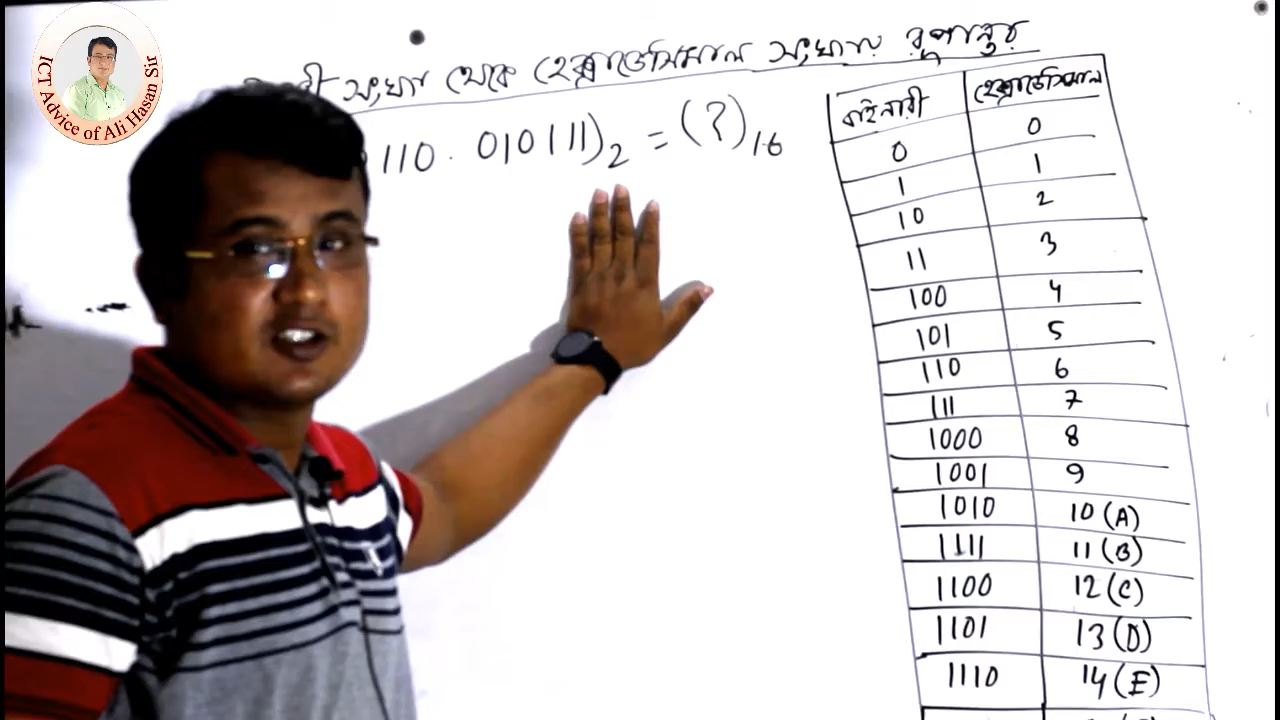 ICT Advice of Ali Hasan Sir
সংখ্যা থেকে হেক্সাডেসিমাল সংখ্যায় রূপান্তর
110 . 010111)₂ = (?)₁₆
বাইনারী হেক্সাডেসিমাল
0 0
1 1
10 2
11 3
100 4
101 5
110 6
111 7
1000 8
1001 9
1010 10 (A)
1111 11 (B)
1100 12 (C)
1101 13 (D)
1110 14 (E)